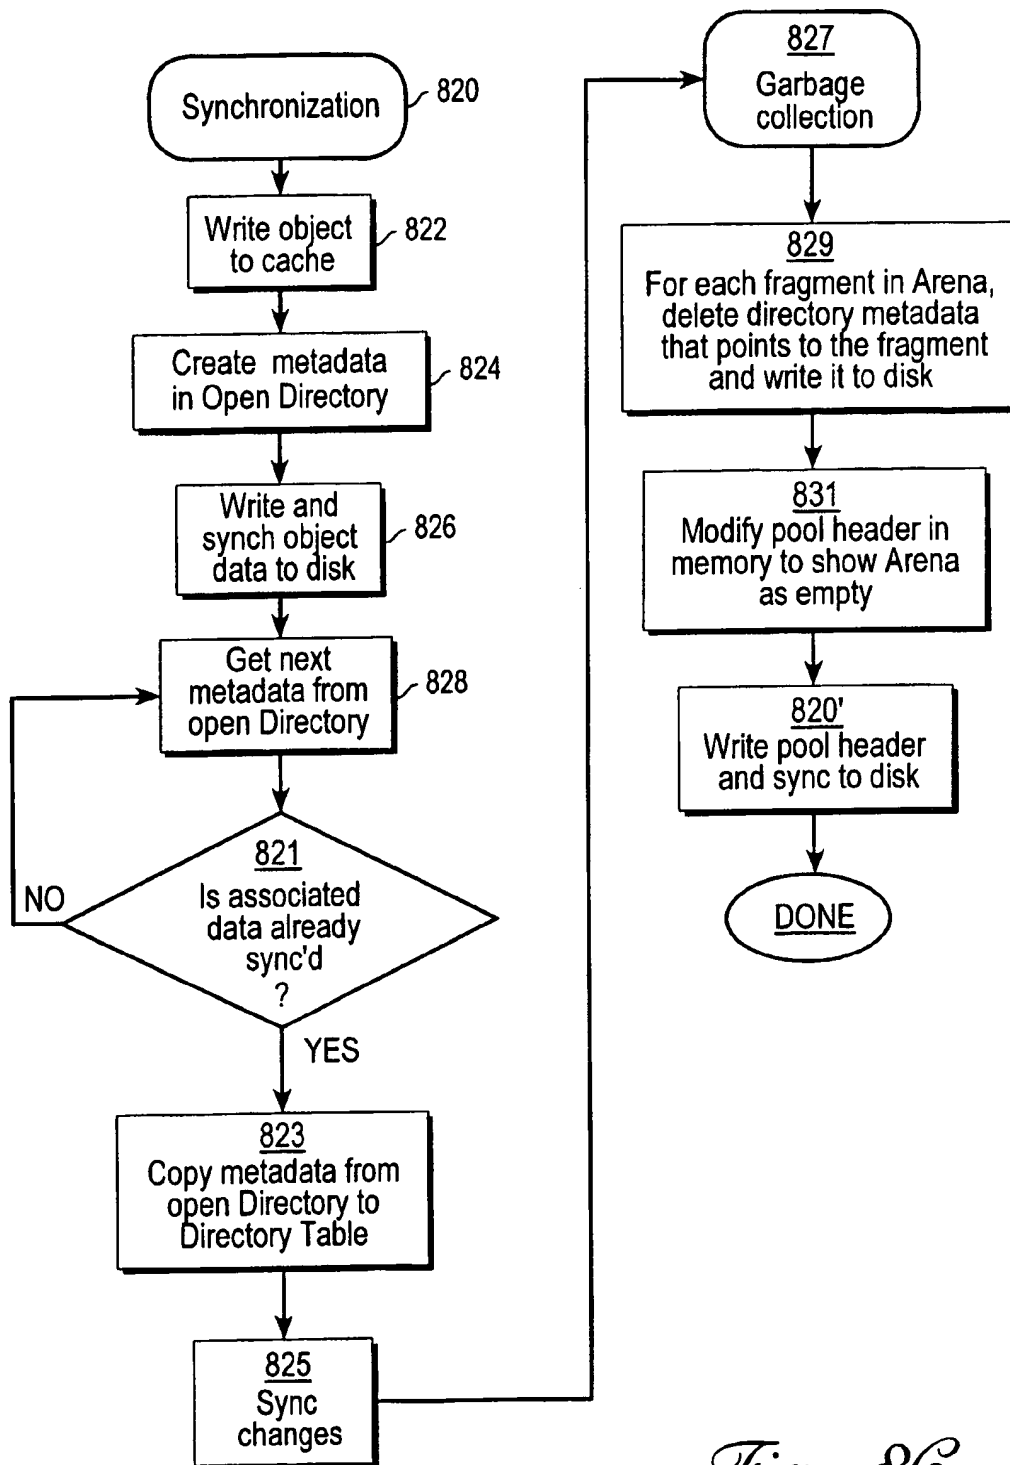 Synchronization
820
Write object
to cache
822
Create metadata
in Open Directory
824
Write and
synch object
data to disk
826
Get next
metadata from
open Directory
828
821
Is associated
data already
sync'd
?
NO
YES
823
Copy metadata from
open Directory to
Directory Table
825
Sync
changes
827
Garbage
collection
829
For each fragment in Arena,
delete directory metadata
that points to the fragment
and write it to disk
831
Modify pool header in
memory to show Arena
as empty
820'
Write pool header
and sync to disk
DONE